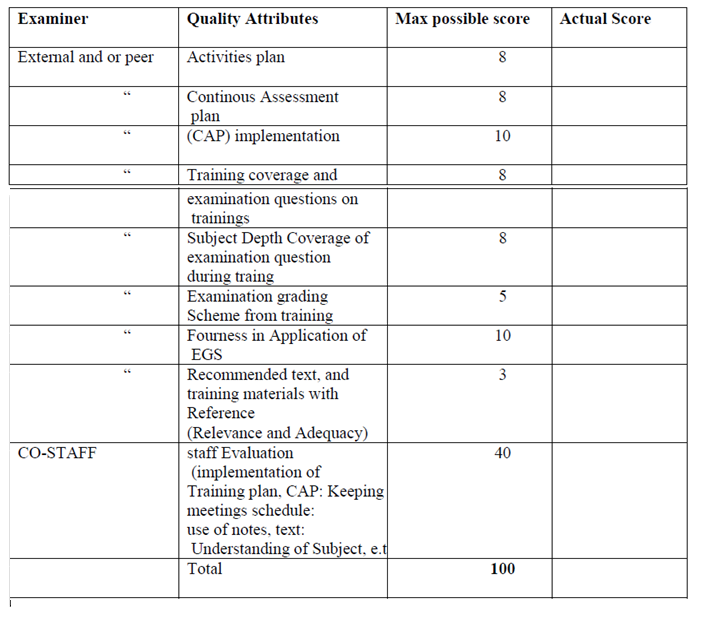 Examiner Quality Attributes Max possible score Actual Score
External and or peer Activities plan 8
“ Continous Assessment 8
plan
“ (CAP) implementation 10
“ Training coverage and 8
examination questions on
trainings
“ Subject Depth Coverage of 8
examination question
during traing
“ Examination grading 5
Scheme from training
“ Fourness in Application of 10
EGS
“ Recommended text, and 3
training materials with
Reference
(Relevance and Adequacy)
CO-STAFF staff Evaluation 40
(implementation of
Training plan, CAP: Keeping
meetings schedule:
use of notes, text:
Understanding of Subject, e.t
Total 100